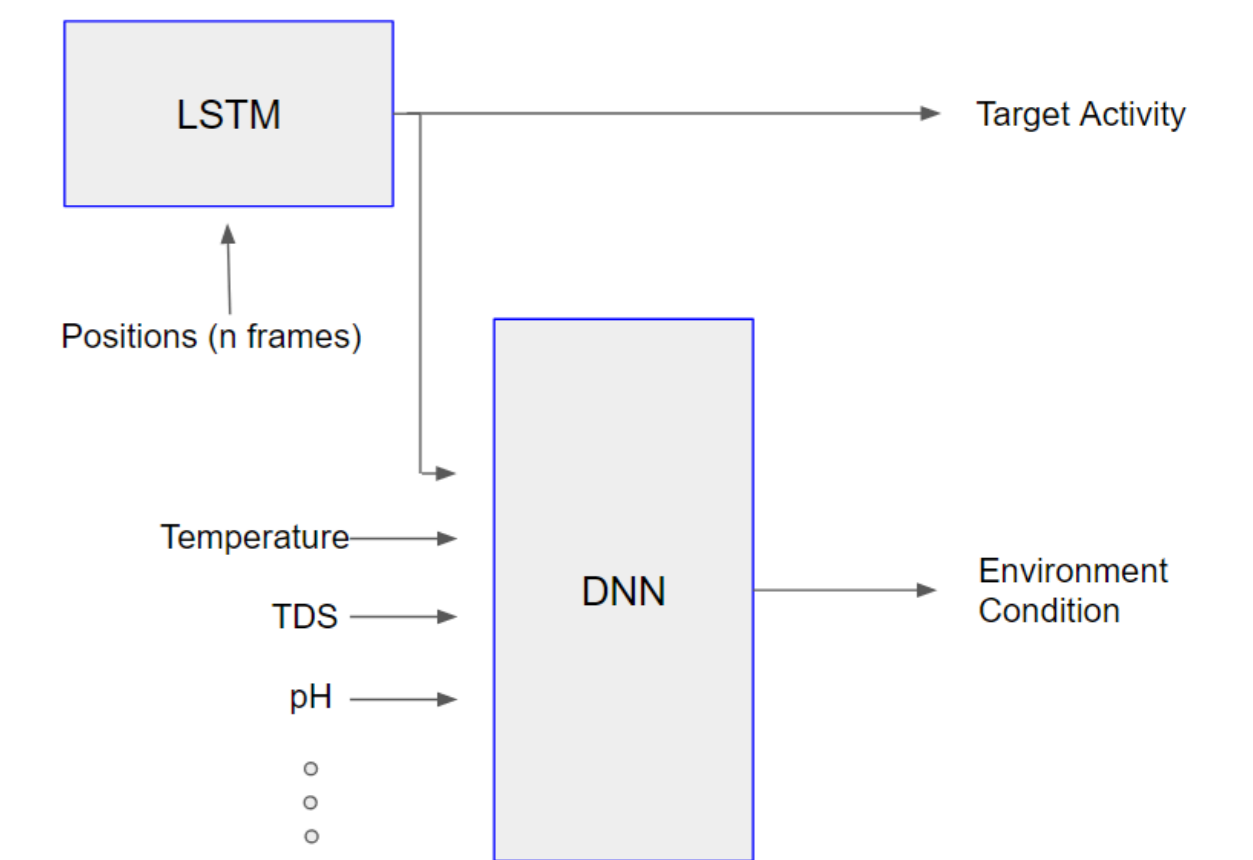 LSTM
Target Activity
Positions (n frames)
Temperature
TDS
pH
DNN
Environment
Condition